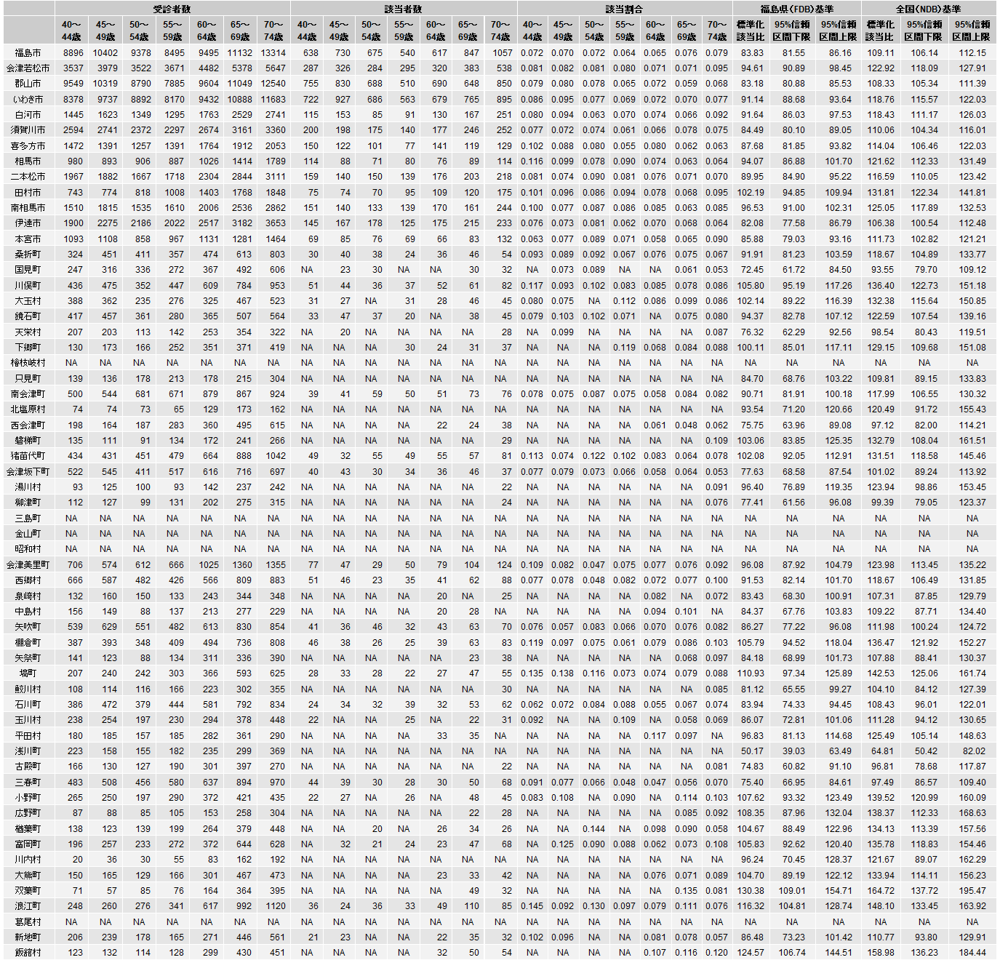 受診者数 該当者数 該当割合 福島県(FDB)基準 全国(NDB)基準
40～44歳 45～49歳 50～54歳 55～59歳 60～64歳 65～69歳 70～74歳 40～44歳 45～49歳 50～54歳 55～59歳 60～64歳 65～69歳 70～74歳 40～44歳 45～49歳 50～54歳 55～59歳 60～64歳 65～69歳 70～74歳 標準化該当比 95%信頼区間下限 95%信頼区間上限 標準化該当比 95%信頼区間下限 95%信頼区間上限
福島市 8896 10402 9378 8495 9495 11132 13314 638 730 675 540 617 847 1057 0.072 0.070 0.072 0.064 0.065 0.076 0.079 83.83 81.55 86.16 109.11 106.14 112.15
会津若松市 3537 3979 3522 3671 4482 5378 5647 287 326 284 295 320 383 538 0.081 0.082 0.081 0.080 0.071 0.071 0.095 94.61 90.89 98.45 122.92 118.09 127.91
郡山市 9549 10319 8790 7885 9604 11049 12540 755 830 688 510 690 648 850 0.079 0.080 0.078 0.065 0.072 0.059 0.068 83.18 80.88 85.53 108.33 105.34 111.39
いわき市 8378 9737 8892 8170 9432 10888 11683 722 927 686 563 679 765 895 0.086 0.095 0.077 0.069 0.072 0.070 0.077 91.14 88.68 93.64 118.76 115.57 122.03
白河市 1445 1623 1349 1295 1763 2529 2741 115 153 85 91 130 167 251 0.080 0.094 0.063 0.070 0.074 0.066 0.092 91.64 86.03 97.53 118.43 111.17 126.03
須賀川市 2594 2741 2372 2297 2674 3161 3360 200 198 175 140 177 246 252 0.077 0.072 0.074 0.061 0.066 0.078 0.075 84.49 80.10 89.05 110.06 104.34 116.01
喜多方市 1472 1391 1257 1391 1764 1912 2053 150 122 101 77 141 119 129 0.102 0.088 0.080 0.055 0.080 0.062 0.063 87.68 81.85 93.82 114.04 106.46 122.03
相馬市 980 893 906 887 1026 1414 1789 114 88 71 80 76 89 114 0.116 0.099 0.078 0.090 0.074 0.063 0.064 94.07 86.88 101.70 121.62 112.33 131.49
二本松市 1967 1882 1667 1718 2304 2844 3111 159 140 150 139 176 203 218 0.081 0.074 0.090 0.081 0.076 0.071 0.070 89.95 84.90 95.22 116.59 110.05 123.42
田村市 743 774 818 1008 1403 1768 1848 75 74 70 95 109 120 175 0.101 0.096 0.086 0.094 0.078 0.068 0.095 102.19 94.85 109.94 131.81 122.34 141.81
南相馬市 1510 1815 1535 1610 2006 2536 2862 151 140 133 139 170 161 244 0.100 0.077 0.087 0.086 0.085 0.063 0.085 96.53 91.00 102.31 125.05 117.89 132.53
伊達市 1900 2275 2186 2022 2517 3182 3653 145 167 178 125 175 215 233 0.076 0.073 0.081 0.062 0.070 0.068 0.064 82.08 77.58 86.79 106.38 100.54 112.48
本宮市 1093 1108 858 967 1131 1281 1464 69 85 76 69 66 83 132 0.063 0.077 0.089 0.071 0.058 0.065 0.090 85.88 79.03 93.16 111.73 102.82 121.21
桑折町 324 451 411 357 474 613 803 30 40 38 24 36 46 54 0.093 0.089 0.092 0.067 0.076 0.075 0.067 91.91 81.23 103.59 118.67 104.89 133.77
国見町 247 316 336 272 367 492 606 NA 23 30 NA NA 30 32 NA 0.073 0.089 NA NA 0.061 0.053 72.45 61.72 84.50 93.55 79.70 109.12
川俣町 436 475 352 447 609 784 953 51 44 36 37 52 61 82 0.117 0.093 0.102 0.083 0.085 0.078 0.086 105.80 95.19 117.26 136.40 122.73 151.18
大玉村 388 362 235 276 325 467 523 31 27 NA 31 28 46 45 0.080 0.075 NA 0.112 0.086 0.099 0.086 102.14 89.22 116.39 132.38 115.64 150.85
鏡石町 417 457 361 280 365 507 564 33 47 37 20 NA 38 45 0.079 0.103 0.102 0.071 NA 0.075 0.080 94.37 82.78 107.12 122.59 107.54 139.16
天栄村 207 203 113 142 253 354 322 NA 20 NA NA NA NA 28 NA 0.099 NA NA NA NA 0.087 76.32 62.29 92.56 98.54 80.43 119.51
下郷町 130 173 166 252 351 371 419 NA NA NA 30 24 31 37 NA NA NA 0.119 0.068 0.084 0.088 100.11 85.01 117.11 129.15 109.68 151.08
檜枝岐村 NA NA NA NA NA NA NA NA NA NA NA NA NA NA NA NA NA NA NA NA NA NA NA NA NA NA NA
只見町 139 136 178 213 178 215 304 NA NA NA NA NA NA NA NA NA NA NA NA NA NA 84.70 68.76 103.22 109.81 89.15 133.83
南会津町 500 544 681 671 879 867 924 39 41 59 50 51 73 76 0.078 0.075 0.087 0.075 0.058 0.084 0.082 90.71 81.91 100.18 117.99 106.55 130.32
北塩原村 74 74 73 65 129 173 162 NA NA NA NA NA NA NA NA NA NA NA NA NA NA 93.54 71.20 120.66 120.49 91.72 155.43
西会津町 198 164 187 283 360 495 615 NA NA NA NA 22 24 38 NA NA NA NA 0.061 0.048 0.062 75.75 63.96 89.08 97.12 82.00 114.21
磐梯町 135 111 91 134 172 241 266 NA NA NA NA NA NA 29 NA NA NA NA NA NA 0.109 103.06 83.85 125.35 132.79 108.04 161.51
猪苗代町 434 431 451 479 664 888 1042 49 32 55 49 55 57 81 0.113 0.074 0.122 0.102 0.083 0.064 0.078 102.08 92.05 112.91 131.51 118.58 145.46
会津坂下町 522 545 411 517 616 716 697 40 43 30 34 36 46 37 0.077 0.079 0.073 0.066 0.058 0.064 0.053 77.63 68.58 87.54 101.02 89.24 113.92
湯川村 93 125 100 93 142 237 242 NA NA NA NA NA NA 22 NA NA NA NA NA NA 0.091 96.40 76.89 119.35 123.94 98.86 153.45
柳津町 112 127 99 131 202 275 315 NA NA NA NA NA NA 24 NA NA NA NA NA NA 0.076 77.41 61.56 96.08 99.39 79.05 123.37
三島町 NA NA NA NA NA NA NA NA NA NA NA NA NA NA NA NA NA NA NA NA NA NA NA NA NA NA NA
金山町 NA NA NA NA NA NA NA NA NA NA NA NA NA NA NA NA NA NA NA NA NA NA NA NA NA NA NA
昭和村 NA NA NA NA NA NA NA NA NA NA NA NA NA NA NA NA NA NA NA NA NA NA NA NA NA NA NA
会津美里町 706 574 612 666 1025 1360 1355 77 47 29 50 79 104 124 0.109 0.082 0.047 0.075 0.077 0.076 0.092 96.08 87.92 104.79 123.98 113.45 135.22
西郷村 666 587 482 426 566 809 883 51 46 23 35 41 62 88 0.077 0.078 0.048 0.082 0.072 0.077 0.100 91.53 82.14 101.70 118.67 106.49 131.85
泉崎村 132 160 150 133 243 344 348 NA NA NA NA 20 NA 25 NA NA NA NA 0.082 NA 0.072 83.43 68.30 100.91 107.31 87.85 129.79
中島村 156 149 88 137 213 277 229 NA NA NA NA 20 28 NA NA NA NA NA 0.094 0.101 NA 84.37 67.76 103.83 109.22 87.71 134.40
矢吹町 539 629 551 482 613 830 854 41 36 46 32 43 63 70 0.076 0.057 0.083 0.066 0.070 0.076 0.082 86.27 77.22 96.08 111.98 100.24 124.72
棚倉町 387 393 348 409 494 736 808 46 38 26 25 39 63 83 0.119 0.097 0.075 0.061 0.079 0.086 0.103 105.79 94.52 118.04 136.47 121.92 152.27
矢祭町 141 123 88 134 311 336 390 NA NA NA NA NA 23 38 NA NA NA NA NA 0.068 0.097 84.18 68.99 101.73 107.88 88.41 130.37
塙町 207 240 242 303 366 593 625 28 33 28 22 27 47 55 0.135 0.138 0.116 0.073 0.074 0.079 0.088 110.93 97.34 125.89 142.53 125.06 161.74
鮫川村 108 114 116 166 223 302 355 NA NA NA NA NA NA 30 NA NA NA NA NA NA 0.085 81.12 65.55 99.27 104.10 84.12 127.39
石川町 386 472 379 444 581 792 834 24 34 32 39 32 53 62 0.062 0.072 0.084 0.088 0.055 0.067 0.074 83.94 74.33 94.45 108.43 96.01 122.01
玉川村 238 254 197 230 294 378 448 22 NA NA 25 NA 22 31 0.092 NA NA 0.109 NA 0.058 0.069 86.07 72.81 101.06 111.28 94.12 130.65
平田村 180 185 157 185 282 361 290 NA NA NA NA 33 35 NA NA NA NA NA 0.117 0.097 NA 96.83 81.13 114.68 125.49 105.14 148.63
浅川町 223 158 155 182 235 299 369 NA NA NA NA NA NA NA NA NA NA NA NA NA NA 50.17 39.03 63.49 64.81 50.42 82.02
古殿町 166 130 127 190 301 397 270 NA NA NA NA NA NA 22 NA NA NA NA NA NA 0.081 74.83 60.82 91.10 96.81 78.68 117.87
三春町 483 508 456 580 637 894 970 44 39 30 28 30 50 68 0.091 0.077 0.066 0.048 0.047 0.056 0.070 75.40 66.95 84.61 97.49 86.57 109.40
小野町 265 250 197 290 372 421 435 22 27 NA 26 NA 48 45 0.083 0.108 NA 0.090 NA 0.114 0.103 107.62 93.32 123.49 139.52 120.99 160.09
広野町 87 88 85 105 153 258 304 NA NA NA NA NA 22 28 NA NA NA NA NA 0.085 0.092 108.35 87.96 132.04 138.37 112.33 168.63
楢葉町 138 123 139 199 264 379 448 NA NA 20 NA 26 34 26 NA NA 0.144 NA 0.098 0.090 0.058 104.67 88.49 122.96 134.13 113.39 157.56
富岡町 196 257 233 272 372 644 628 NA 32 21 24 23 47 68 NA 0.125 0.090 0.088 0.062 0.073 0.108 105.83 92.62 120.40 135.78 118.83 154.46
川内村 20 36 30 55 83 162 192 NA NA NA NA NA NA NA NA NA NA NA NA NA NA 96.24 70.45 128.37 121.67 89.07 162.29
大熊町 150 165 129 166 301 467 473 NA NA NA NA 23 33 42 NA NA NA NA 0.076 0.071 0.089 104.70 89.19 122.12 133.94 114.11 156.23
双葉町 71 57 85 76 164 364 395 NA NA NA NA NA 49 32 NA NA NA NA NA 0.135 0.081 130.38 109.01 154.71 164.72 137.72 195.47
浪江町 248 260 276 341 617 992 1120 36 24 36 33 49 110 85 0.145 0.092 0.130 0.097 0.079 0.111 0.076 116.32 104.81 128.74 148.10 133.45 163.92
葛尾村 NA NA NA NA NA NA NA NA NA NA NA NA NA NA NA NA NA NA NA NA NA NA NA NA NA NA NA
新地町 206 239 178 165 271 446 561 21 23 NA NA 22 35 32 0.102 0.096 NA NA 0.081 0.078 0.057 86.48 73.23 101.42 110.77 93.80 129.91
飯舘村 123 132 114 128 299 430 451 NA NA NA NA 32 50 54 NA NA NA NA 0.107 0.116 0.120 124.57 106.74 144.51 158.98 136.23 184.44